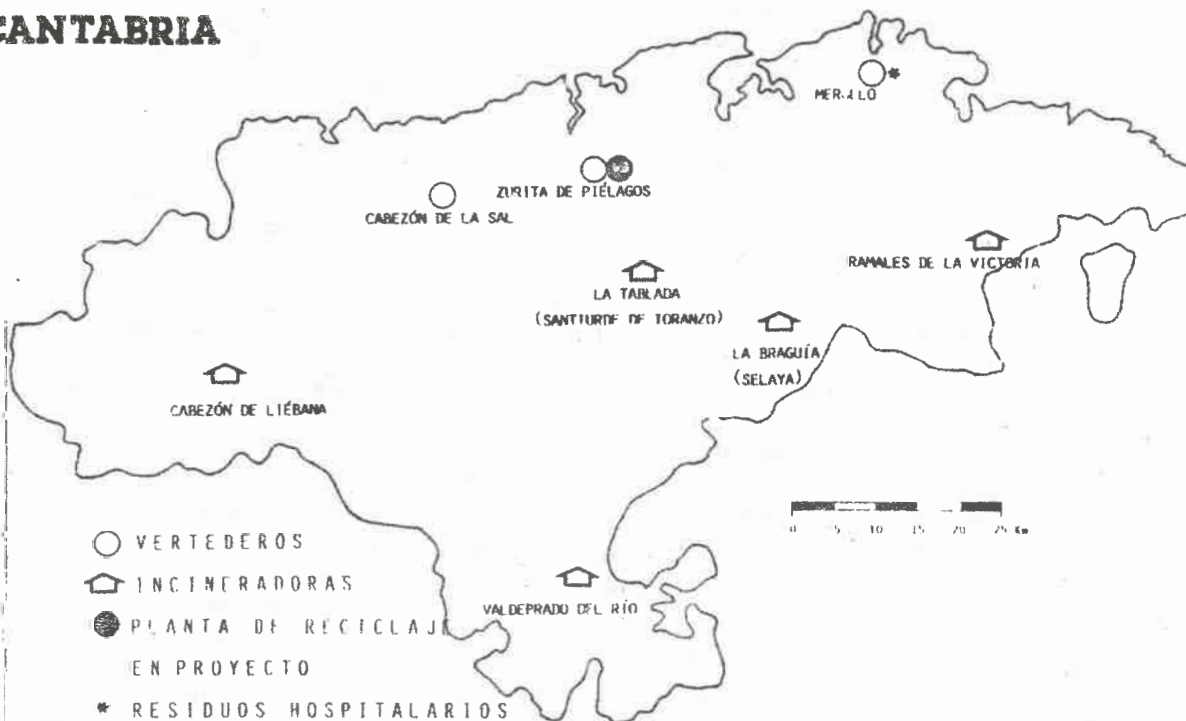 CANTABRIA
ZURITA DE PIÉLAGOS
CABEZÓN DE LA SAL
RAMALES DE LA VICTORIA
LA TABLADA
(SANTIURDE DE TORANZO)
LA BRAGUÍA
(SELAYA)
CABEZÓN DE LIÉBANA
0 5 10 15 20 25 Km
VERTEDEROS
INCINERADORAS
VALDEPRADO DEL RÍO
PLANTA DE RECICLAJE
EN PROYECTO
* RESIDUOS HOSPITALARIOS